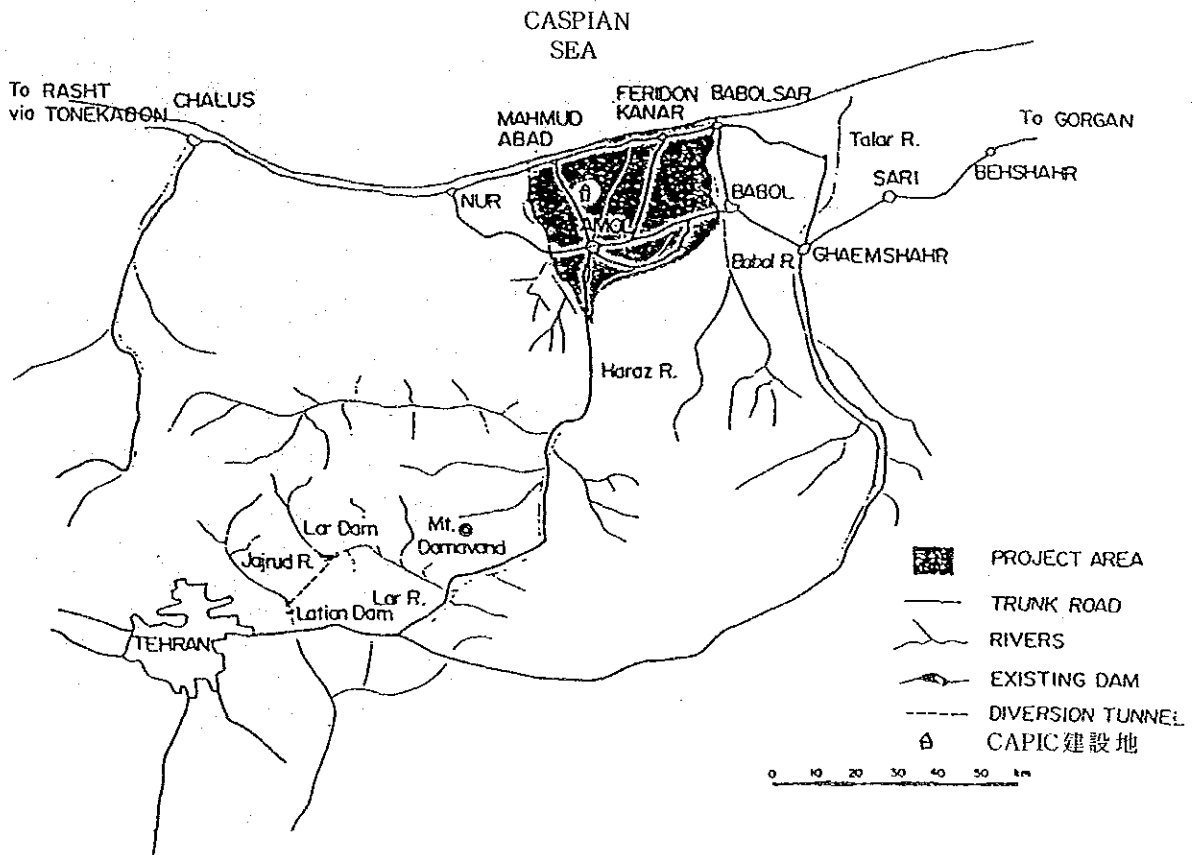 CASPIAN
SEA
To RASHT
via TONEKABON
CHALUS
MAHMUD
ABAD
FERIDON
KANAR
BABOLSAR
Talar R.
To GORGAN
BEHSHAHR
SARI
NUR
AMOL
BABOL
Babol R.
GHAEMSHAHR
Haraz R.
Lar Dam
Mt.
Damavand
Jajrud R.
Lar R.
Latian Dam
TEHRAN
PROJECT AREA
TRUNK ROAD
RIVERS
EXISTING DAM
DIVERSION TUNNEL
CAPIC建設地
0 10 20 30 40 50 km